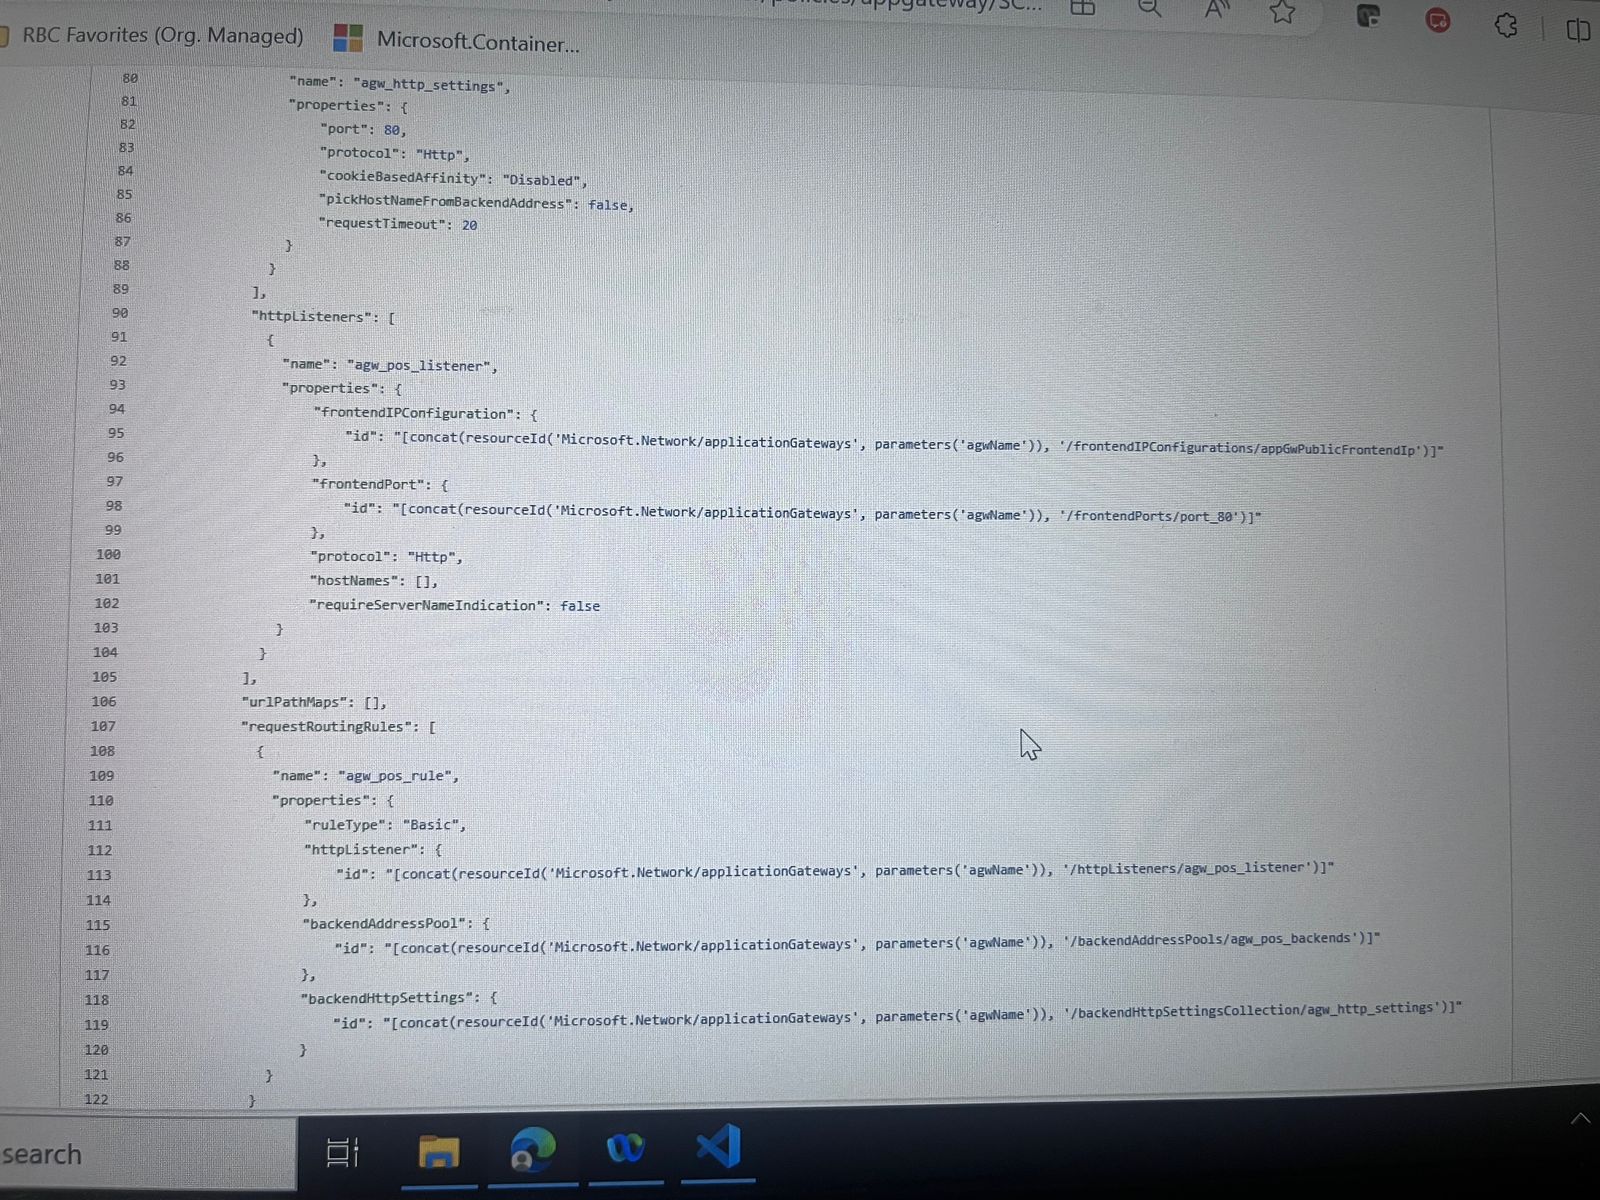 RBC Favorites (Org. Managed) Microsoft.Container...
80 "name": "agw_http_settings",
81 "properties": {
82 "port": 80,
83 "protocol": "Http",
84 "cookieBasedAffinity": "Disabled",
85 "pickHostNameFromBackendAddress": false,
86 "requestTimeout": 20
87 }
88 }
89 ],
90 "httpListeners": [
91 {
92 "name": "agw_pos_listener",
93 "properties": {
94 "frontendIPConfiguration": {
95 "id": "[concat(resourceId('Microsoft.Network/applicationGateways', parameters('agwName')), '/frontendIPConfigurations/appGwPublicFrontendIp')]"
96 },
97 "frontendPort": {
98 "id": "[concat(resourceId('Microsoft.Network/applicationGateways', parameters('agwName')), '/frontendPorts/port_80')]"
99 },
100 "protocol": "Http",
101 "hostNames": [],
102 "requireServerNameIndication": false
103 }
104 }
105 ],
106 "urlPathMaps": [],
107 "requestRoutingRules": [
108 {
109 "name": "agw_pos_rule",
110 "properties": {
111 "ruleType": "Basic",
112 "httpListener": {
113 "id": "[concat(resourceId('Microsoft.Network/applicationGateways', parameters('agwName')), '/httpListeners/agw_pos_listener')]"
114 },
115 "backendAddressPool": {
116 "id": "[concat(resourceId('Microsoft.Network/applicationGateways', parameters('agwName')), '/backendAddressPools/agw_pos_backends')]"
117 },
118 "backendHttpSettings": {
119 "id": "[concat(resourceId('Microsoft.Network/applicationGateways', parameters('agwName')), '/backendHttpSettingsCollection/agw_http_settings')]"
120 }
121 }
122 }
search